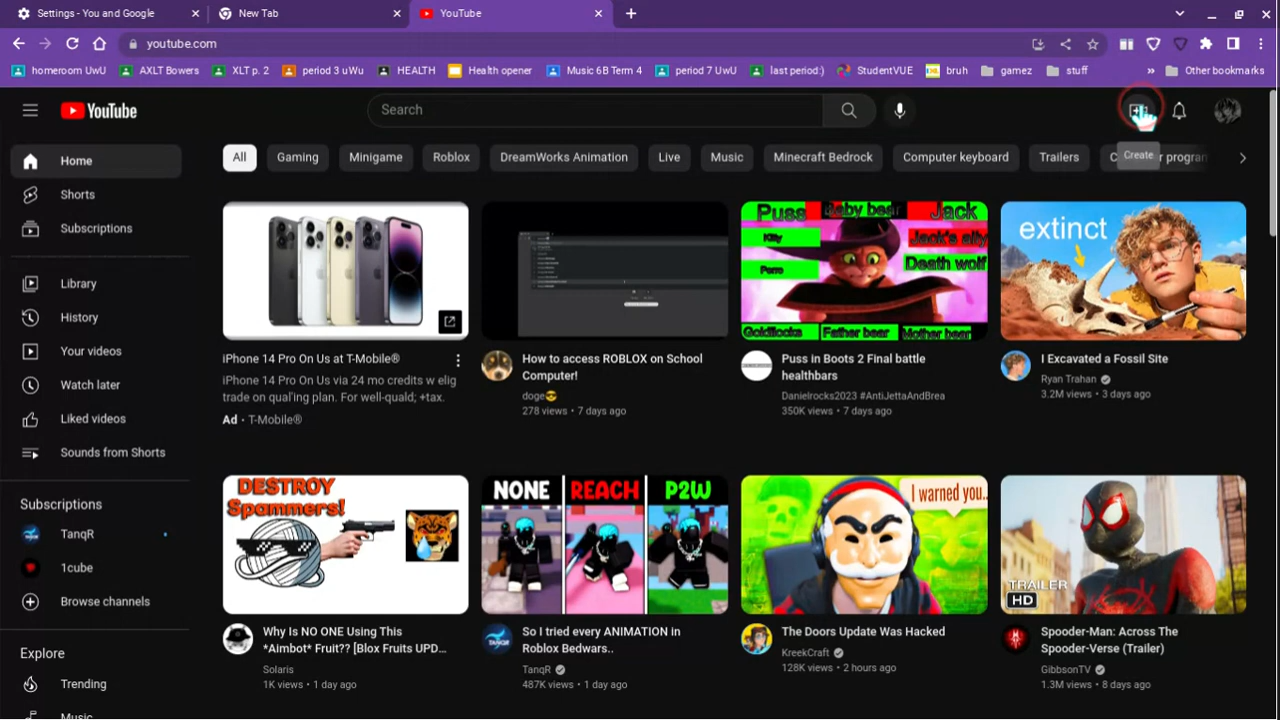 Settings - You and Google
New Tab
YouTube
youtube.com
homeroom UwU
AXLT Bowers
XLT p. 2
period 3 uWu
HEALTH
Health opener
Music 6B Term 4
period 7 UwU
last period:)
StudentVUE
bruh
gamez
stuff
Other bookmarks
YouTube
Search
Create
Home
Shorts
Subscriptions
Library
History
Your videos
Watch later
Liked videos
Sounds from Shorts
Subscriptions
TanqR
1cube
Browse channels
Explore
Trending
Music
All
Gaming
Minigame
Roblox
DreamWorks Animation
Live
Music
Minecraft Bedrock
Computer keyboard
Trailers
iPhone 14 Pro On Us at T-Mobile®
iPhone 14 Pro On Us via 24 mo credits w elig
trade on qual'ing plan. For well-quald; +tax.
Ad • T-Mobile®
How to access ROBLOX on School
Computer!
doge😎
278 views • 7 days ago
Puss
Baby bear
Jack
Kitty
Jack's ally
Perro
Death wolf
Goldilocks
Father bear
Mother bear
Puss in Boots 2 Final battle
healthbars
Danielrocks2023 #AntiJettaAndBrea
350K views • 7 days ago
extinct
I Excavated a Fossil Site
Ryan Trahan
3.2M views • 3 days ago
DESTROY
Spammers!
Why Is NO ONE Using This
*Aimbot* Fruit?? [Blox Fruits UPD...
Solaris
1K views • 1 day ago
NONE
REACH
P2W
So I tried every ANIMATION in
Roblox Bedwars..
TanqR
487K views • 1 day ago
I warned you..
The Doors Update Was Hacked
KreekCraft
128K views • 2 hours ago
TRAILER
HD
Spooder-Man: Across The
Spooder-Verse (Trailer)
GibbsonTV
1.3M views • 8 days ago